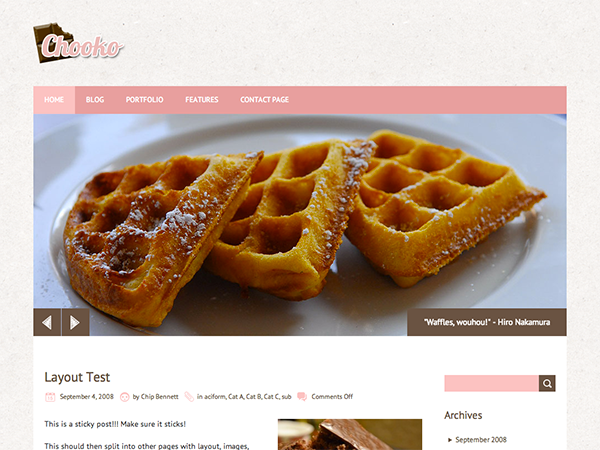 Chooko
HOME BLOG PORTFOLIO FEATURES CONTACT PAGE
"Waffles, wouhou!" - Hiro Nakamura
Layout Test
September 4, 2008 by Chip Bennett in aciform, Cat A, Cat B, Cat C, sub Comments Off
This is a sticky post!!! Make sure it sticks!
This should then split into other pages with layout, images,
Archives
September 2008